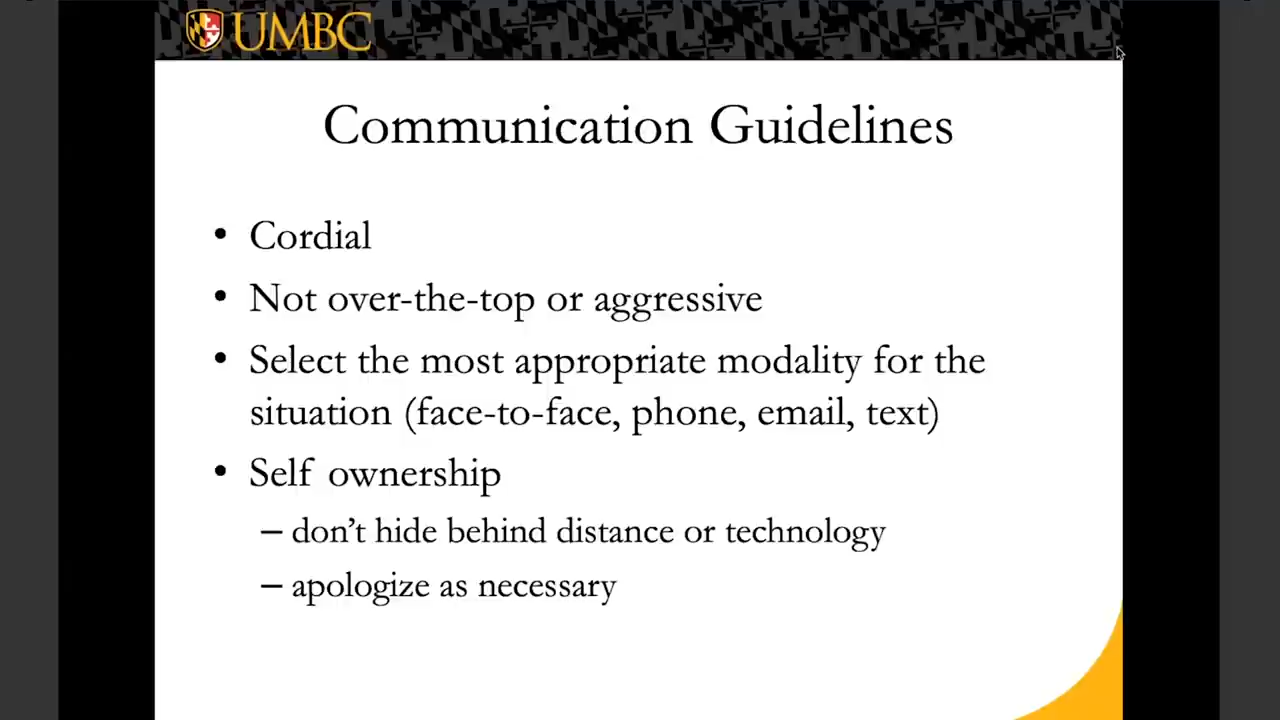 UMBC
Communication Guidelines
• Cordial
• Not over-the-top or aggressive
• Select the most appropriate modality for the
situation (face-to-face, phone, email, text)
• Self ownership
– don’t hide behind distance or technology
– apologize as necessary